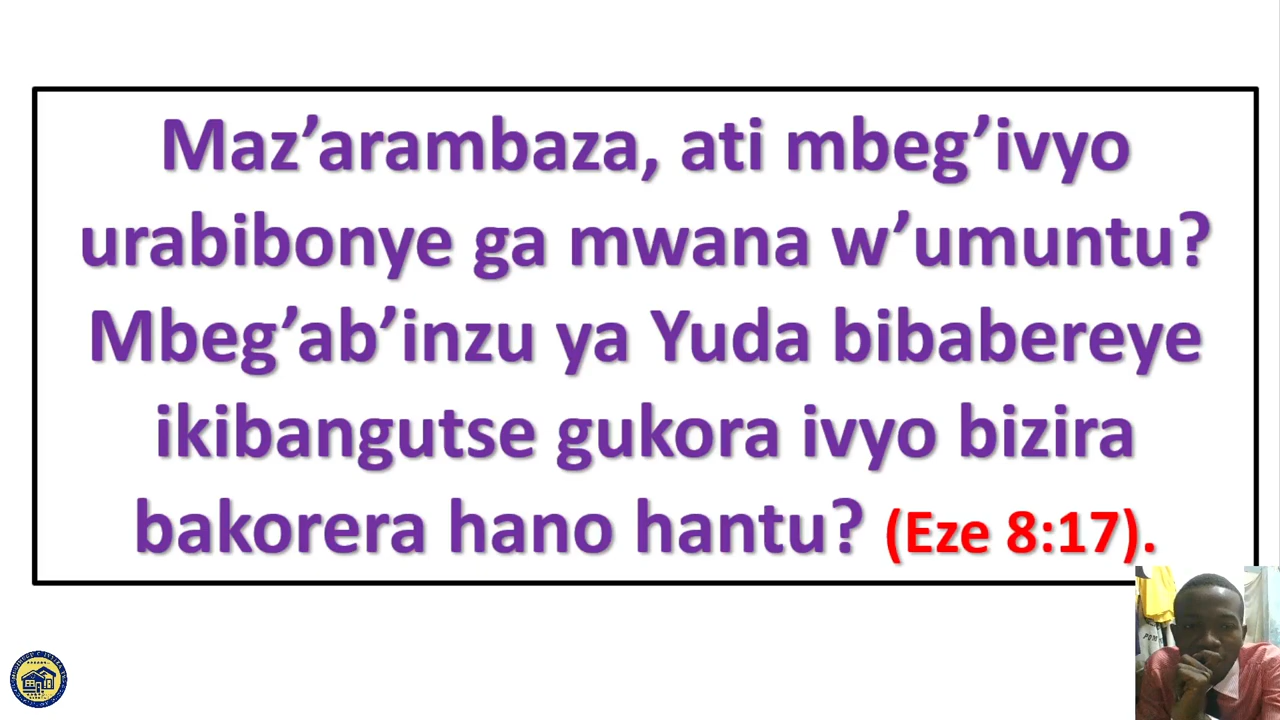 Maz’arambaza, ati mbeg’ivyo
urabibonye ga mwana w’umuntu?
Mbeg’ab’inzu ya Yuda bibabereye
ikibangutse gukora ivyo bizira
bakorera hano hantu? (Eze 8:17).